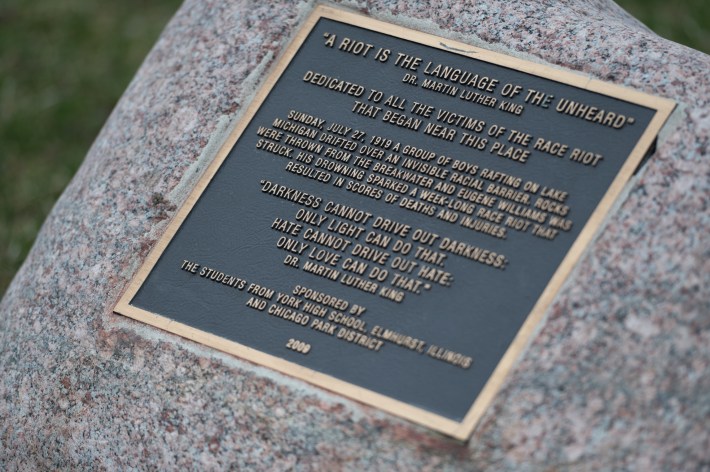 "A RIOT IS THE LANGUAGE OF THE UNHEARD"
DR. MARTIN LUTHER KING
DEDICATED TO ALL THE VICTIMS OF THE RACE RIOT
THAT BEGAN NEAR THIS PLACE
SUNDAY, JULY 27, 1919 A GROUP OF BOYS RAFTING ON LAKE
MICHIGAN DRIFTED OVER AN INVISIBLE RACIAL BARRIER. ROCKS
WERE THROWN FROM THE BREAKWATER AND EUGENE WILLIAMS WAS
STRUCK. HIS DROWNING SPARKED A WEEK-LONG RACE RIOT THAT
RESULTED IN SCORES OF DEATHS AND INJURIES.
"DARKNESS CANNOT DRIVE OUT DARKNESS:
ONLY LIGHT CAN DO THAT.
HATE CANNOT DRIVE OUT HATE:
ONLY LOVE CAN DO THAT."
DR. MARTIN LUTHER KING
SPONSORED BY
THE STUDENTS FROM YORK HIGH SCHOOL, ELMHURST, ILLINOIS
AND CHICAGO PARK DISTRICT
2009